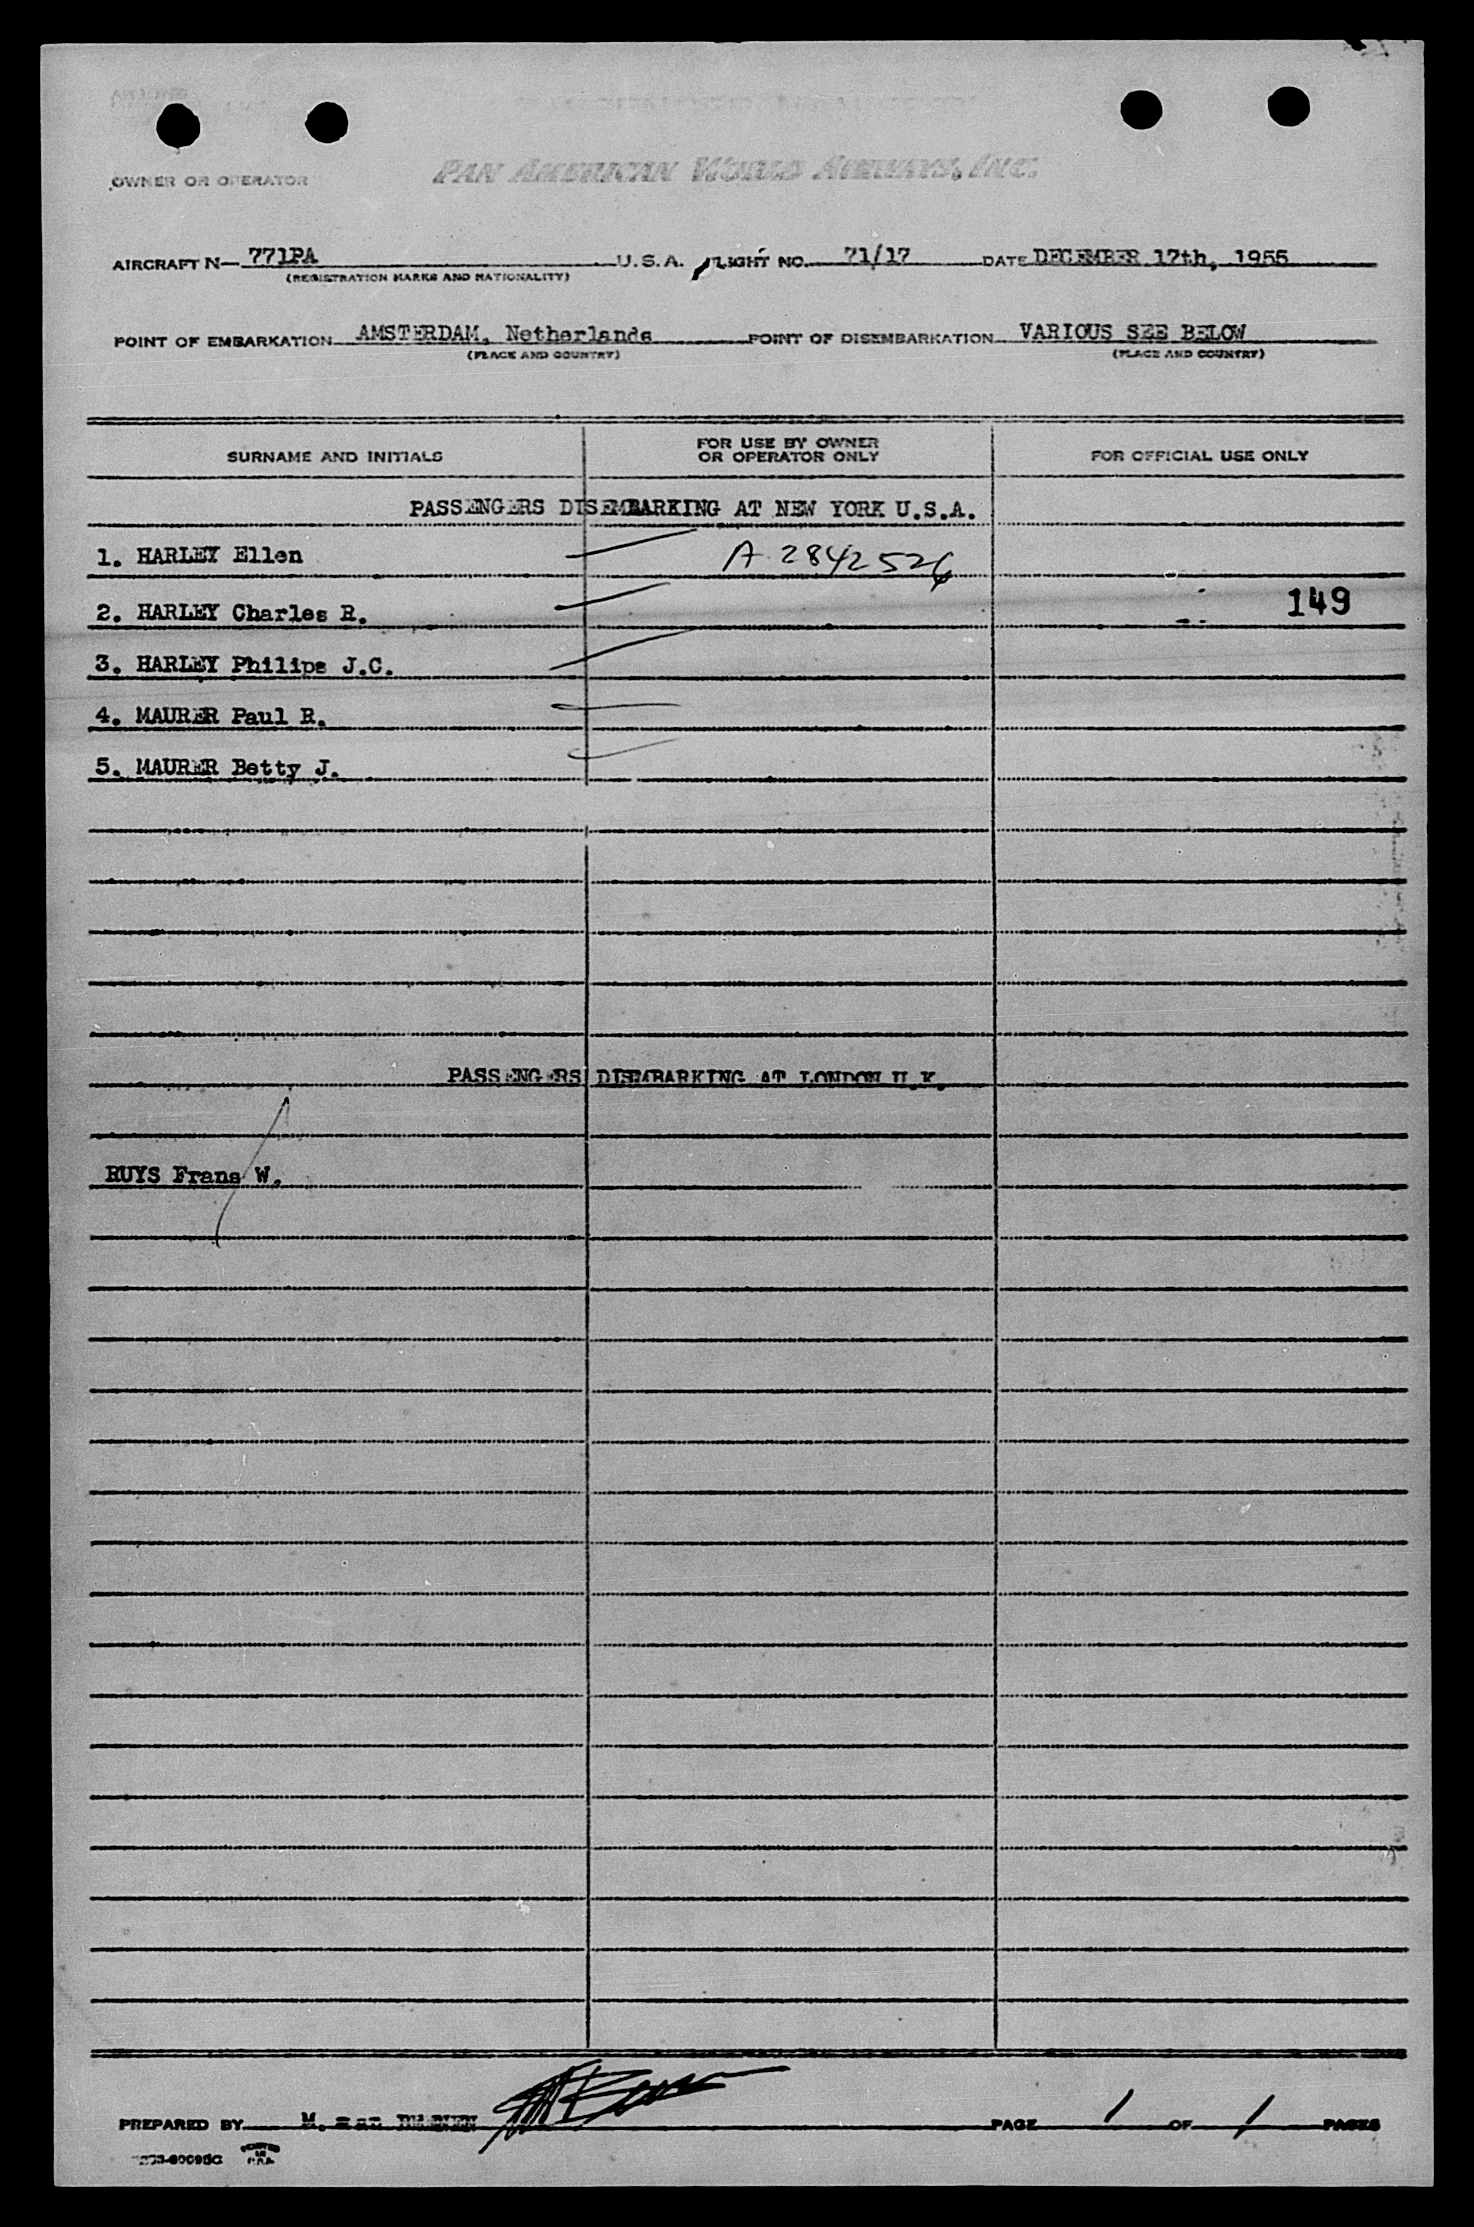 OWNER OR OPERATOR PAN AMERICAN WORLD AIRWAYS, INC.
AIRCRAFT N— 771PA U.S.A. FLIGHT NO. 71/17 DATE DECEMBER 17th, 1955
(REGISTRATION MARKS AND NATIONALITY)
POINT OF EMBARKATION AMSTERDAM, Netherlands POINT OF DISEMBARKATION VARIOUS SEE BELOW
(PLACE AND COUNTRY) (PLACE AND COUNTRY)
SURNAME AND INITIALS FOR USE BY OWNER OR OPERATOR ONLY FOR OFFICIAL USE ONLY
PASSENGERS DISEMBARKING AT NEW YORK U.S.A.
1. HARLEY Ellen A 2842526
2. HARLEY Charles R. 149
3. HARLEY Philips J.C.
4. MAURER Paul R.
5. MAURER Betty J.
PASSENGERS DISEMBARKING AT LONDON U.K.
RUYS Frans W.
PREPARED BY M. van PAGE 1 OF 1 PAGES
PRINTED IN U.S.A.